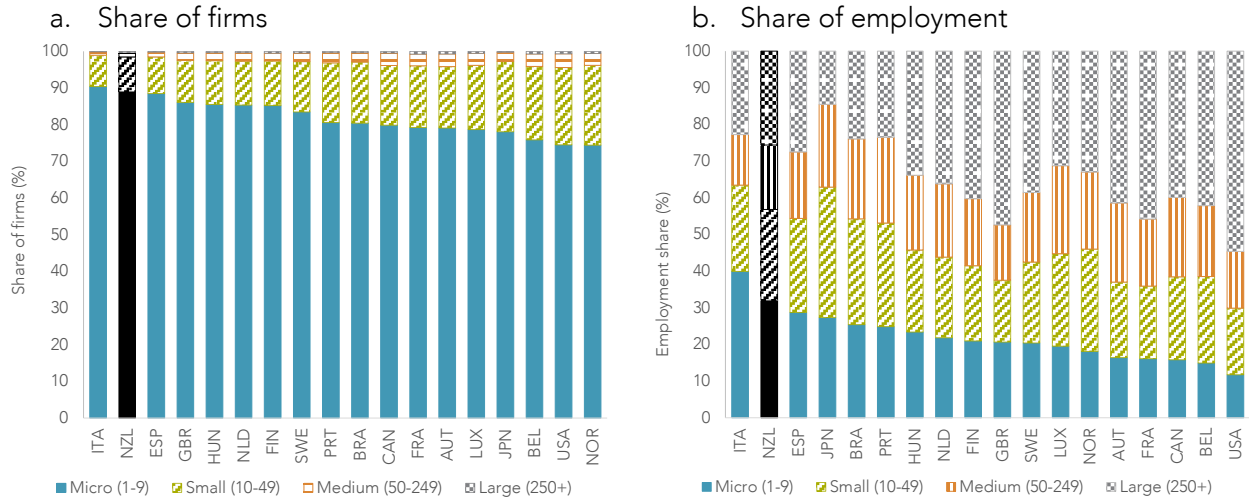 a. Share of firms
100
90
80
70
60
50
40
30
20
10
0
Share of firms (%)
ITA NZL ESP GBR HUN NLD FIN SWE PRT BRA CAN FRA AUT LUX JPN BEL USA NOR
Micro (1-9) Small (10-49) Medium (50-249) Large (250+)
b. Share of employment
100
90
80
70
60
50
40
30
20
10
0
Employment share (%)
ITA NZL ESP JPN BRA PRT HUN NLD FIN GBR SWE LUX NOR AUT FRA CAN BEL USA
Micro (1-9) Small (10-49) Medium (50-249) Large (250+)